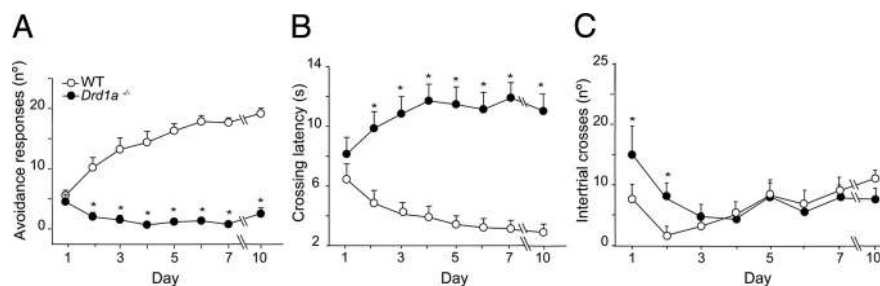 A
Avoidance responses (nº)
WT
Drd1a -/-
20
10
0
1 3 5 7 10
Day
* * * * * * *
B
Crossing latency (s)
14
10
6
2
1 3 5 7 10
Day
* * * * * * *
C
Intertrial crosses (nº)
25
20
15
10
5
0
1 3 5 7 10
Day
* *